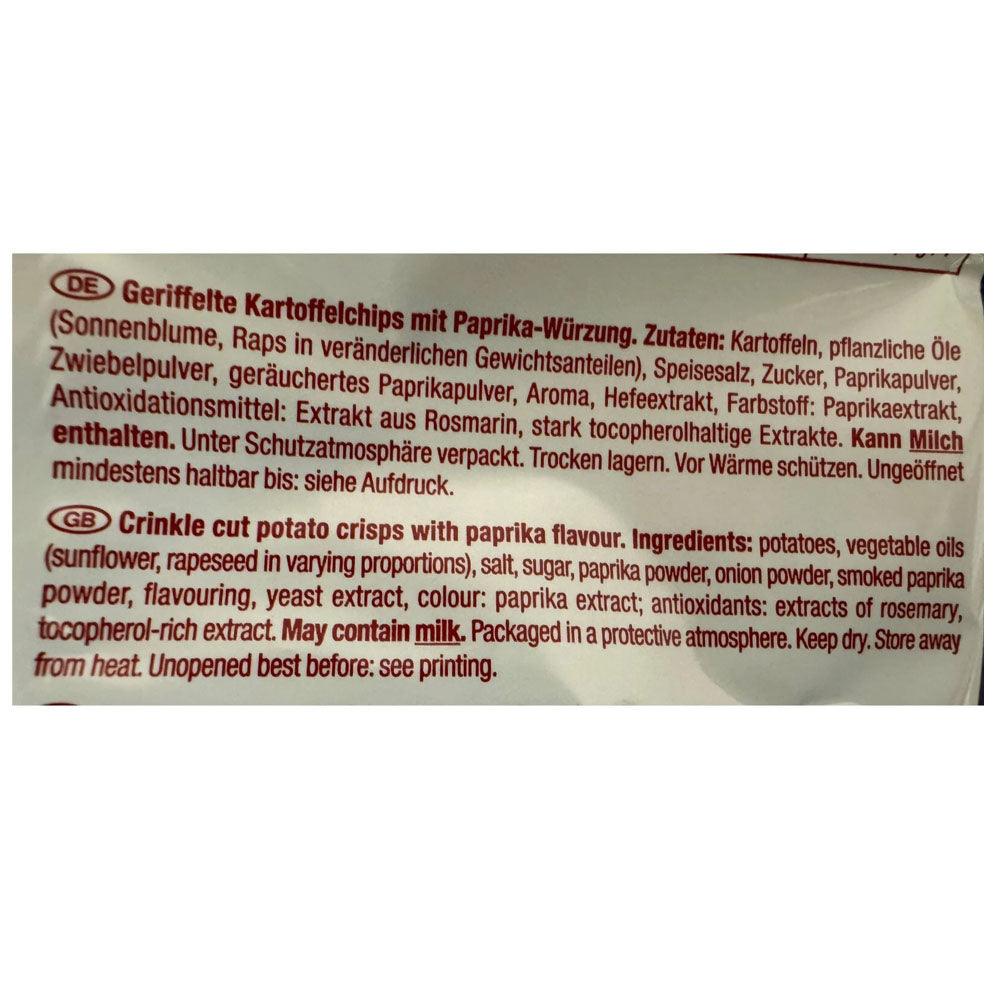 DE Geriffelte Kartoffelchips mit Paprika-Würzung. Zutaten: Kartoffeln, pflanzliche Öle
(Sonnenblume, Raps in veränderlichen Gewichtsanteilen), Speisesalz, Zucker, Paprikapulver,
Zwiebelpulver, geräuchertes Paprikapulver, Aroma, Hefeextrakt, Farbstoff: Paprikaextrakt,
Antioxidationsmittel: Extrakt aus Rosmarin, stark tocopherolhaltige Extrakte. Kann Milch
enthalten. Unter Schutzatmosphäre verpackt. Trocken lagern. Vor Wärme schützen. Ungeöffnet
mindestens haltbar bis: siehe Aufdruck.
GB Crinkle cut potato crisps with paprika flavour. Ingredients: potatoes, vegetable oils
(sunflower, rapeseed in varying proportions), salt, sugar, paprika powder, onion powder, smoked paprika
powder, flavouring, yeast extract, colour: paprika extract; antioxidants: extracts of rosemary,
tocopherol-rich extract. May contain milk. Packaged in a protective atmosphere. Keep dry. Store away
from heat. Unopened best before: see printing.